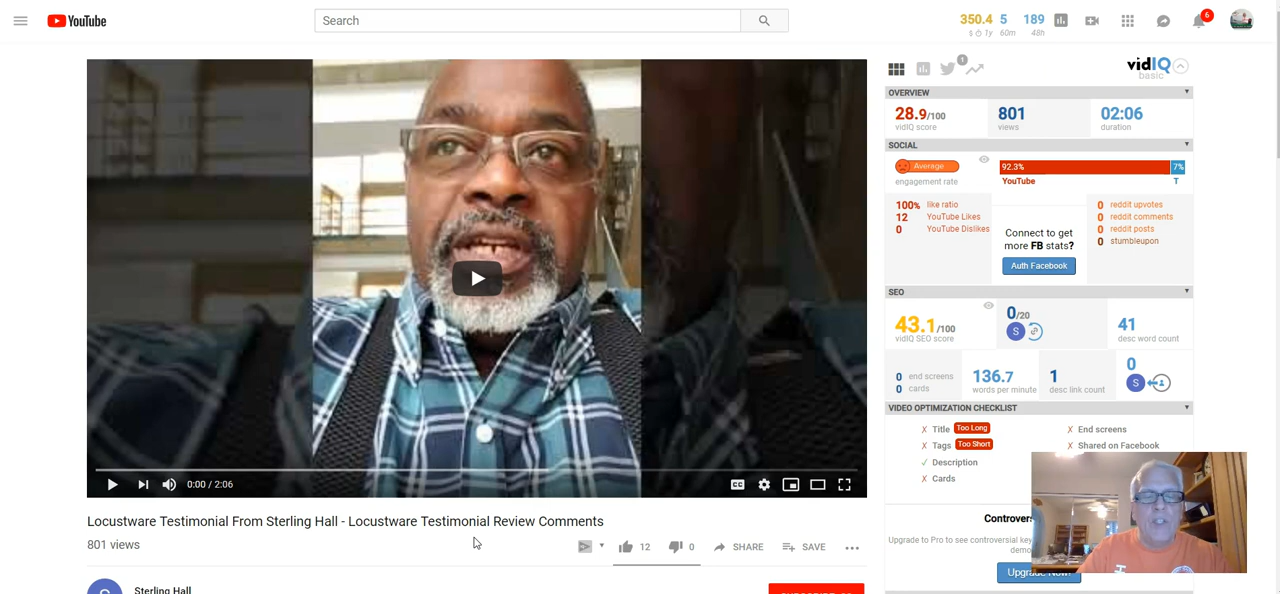 YouTube
Search
350.4 5 189
1y 60m 48h
6
1
vidIQ
basic
OVERVIEW
28.9/100 801 02:06
vidIQ score views duration
SOCIAL
Average 92.3% 7%
engagement rate YouTube T
100% like ratio
12 YouTube Likes
0 YouTube Dislikes
Connect to get
more FB stats?
Auth Facebook
0 reddit upvotes
0 reddit comments
0 reddit posts
0 stumbleupon
SEO
43.1/100 0/20 41
vidIQ SEO score S desc word count
0 end screens
0 cards
136.7
words per minute
1
desc link count
0
S
VIDEO OPTIMIZATION CHECKLIST
✗ Title Too Long ✗ End screens
✗ Tags Too Short ✗ Shared on Facebook
✓ Description
✗ Cards
Upgrade to Pro to see controversial
Upgrade Now!
0:00 / 2:06 CC
Locustware Testimonial From Sterling Hall - Locustware Testimonial Review Comments
801 views 12 0 SHARE SAVE
Sterling Hall